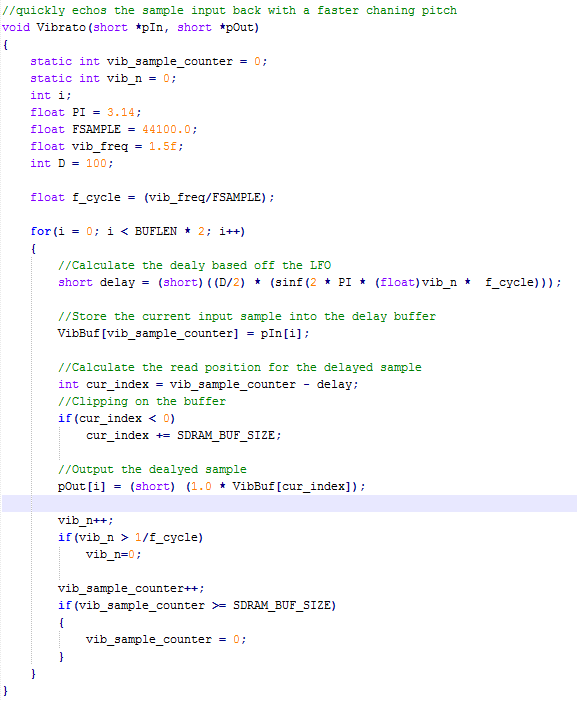 //quickly echos the sample input back with a faster chaning pitch
void Vibrato(short *pIn, short *pOut)
{
    static int vib_sample_counter = 0;
    static int vib_n = 0;
    int i;
    float PI = 3.14;
    float FSAMPLE = 44100.0;
    float vib_freq = 1.5f;
    int D = 100;

    float f_cycle = (vib_freq/FSAMPLE);

    for(i = 0; i < BUFLEN * 2; i++)
    {
        //Calculate the dealy based off the LFO
        short delay = (short)((D/2) * (sinf(2 * PI * (float)vib_n *  f_cycle)));

        //Store the current input sample into the delay buffer
        VibBuf[vib_sample_counter] = pIn[i];

        //Calculate the read position for the delayed sample
        int cur_index = vib_sample_counter - delay;
        //Clipping on the buffer
        if(cur_index < 0)
            cur_index += SDRAM_BUF_SIZE;

        //Output the dealyed sample
        pOut[i] = (short) (1.0 * VibBuf[cur_index]);

        vib_n++;
        if(vib_n > 1/f_cycle)
            vib_n=0;

        vib_sample_counter++;
        if(vib_sample_counter >= SDRAM_BUF_SIZE)
        {
            vib_sample_counter = 0;
        }
    }
}